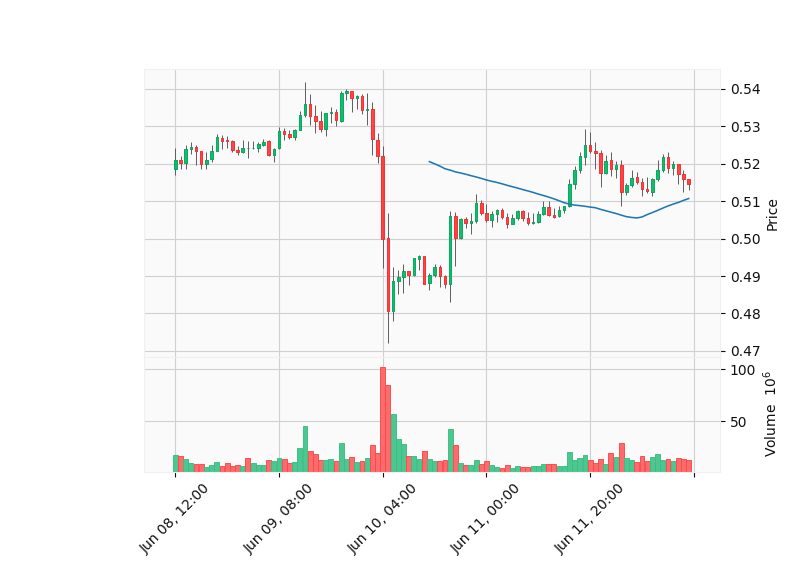 0.54
0.53
0.52
0.51
0.50
0.49
0.48
0.47
Price
100
50
Volume 10⁶
Jun 08, 12:00
Jun 09, 08:00
Jun 10, 04:00
Jun 11, 00:00
Jun 11, 20:00